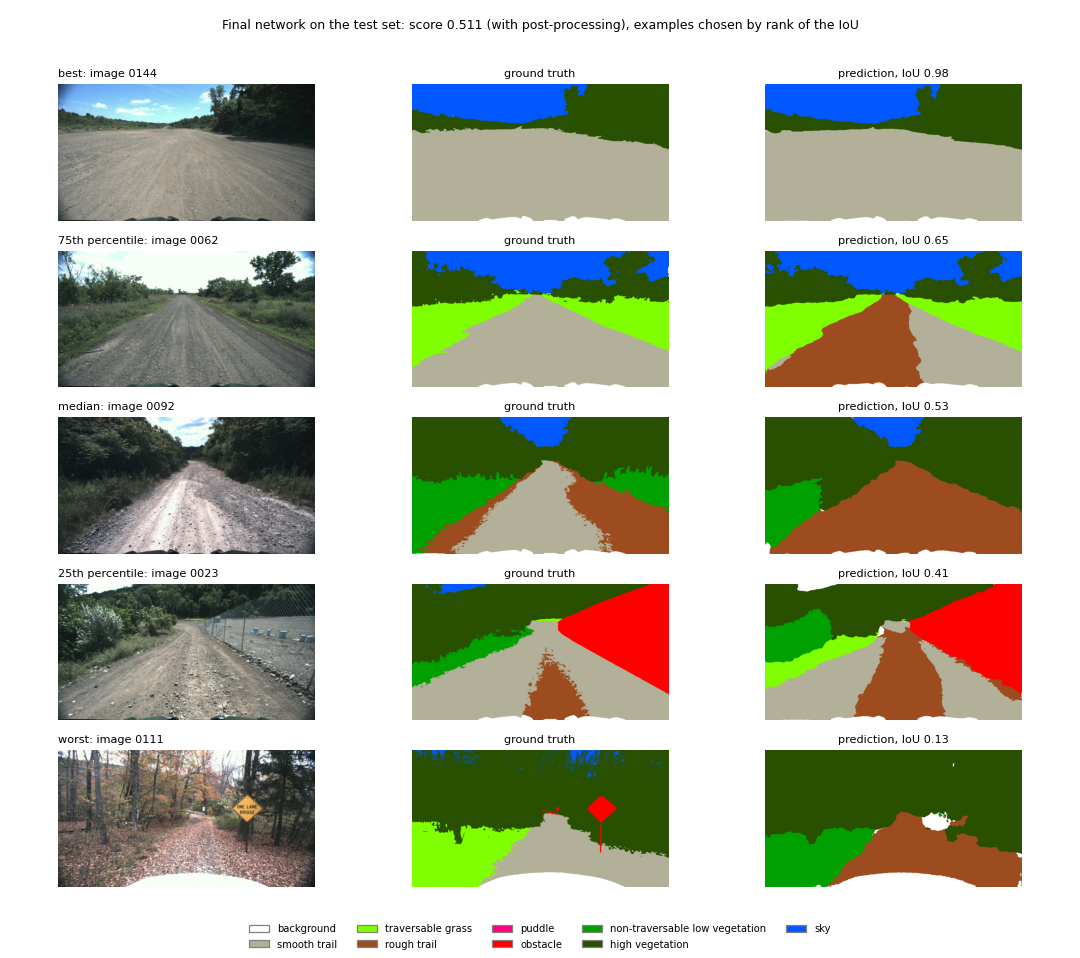 Final network on the test set: score 0.511 (with post-processing), examples chosen by rank of the IoU
best: image 0144
ground truth
prediction, IoU 0.98
75th percentile: image 0062
ground truth
prediction, IoU 0.65
median: image 0092
ground truth
prediction, IoU 0.53
25th percentile: image 0023
ground truth
prediction, IoU 0.41
worst: image 0111
ground truth
prediction, IoU 0.13
ONE LANE
BRIDGE
background
traversable grass
puddle
non-traversable low vegetation
sky
smooth trail
rough trail
obstacle
high vegetation